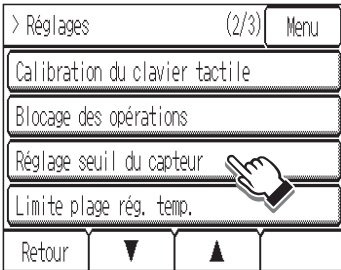 > Réglages (2/3) Menu
Calibration du clavier tactile
Blocage des opérations
Réglage seuil du capteur
Limite plage rég. temp.
Retour ▼ ▲